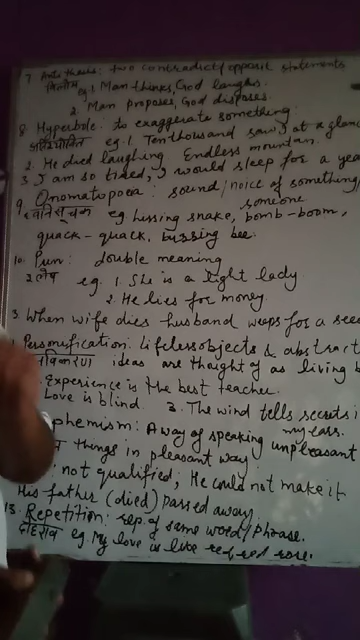 7. Antithesis: two contradict/opposit statements
विलोम eg. 1. Man thinks, God laughs.
2. Man proposes, God disposes
8. Hyperbole: to exaggerate something
अतिशयोक्ति eg. 1. Ten thousand saw I at a glance
2. He died laughing Endless mountain.
3. I am so tired, I would sleep for a yea
9. Onomatopoea: sound/noice of something/
someone
eg. hissing snake, bomb-boom,
quack-quack, buzzing bee.
10. Pun: double meaning
श्लेष eg. 1. She is a light lady
2. He lies for money.
3. When wife dies husband weeps for a sec
Personification: Lifeless objects & abstract
ideas are thought of as living b
Experience is the best teacher.
Love is blind. 3. The wind tells secrets i
my ears.
phemism: A way of speaking unpleasant
things in pleasant way.
not qualified; He could not make it
His father (died) passed away.
13. Repetition: rep. of same word/phrase.
दोहराव eg. My love is like red red rose.